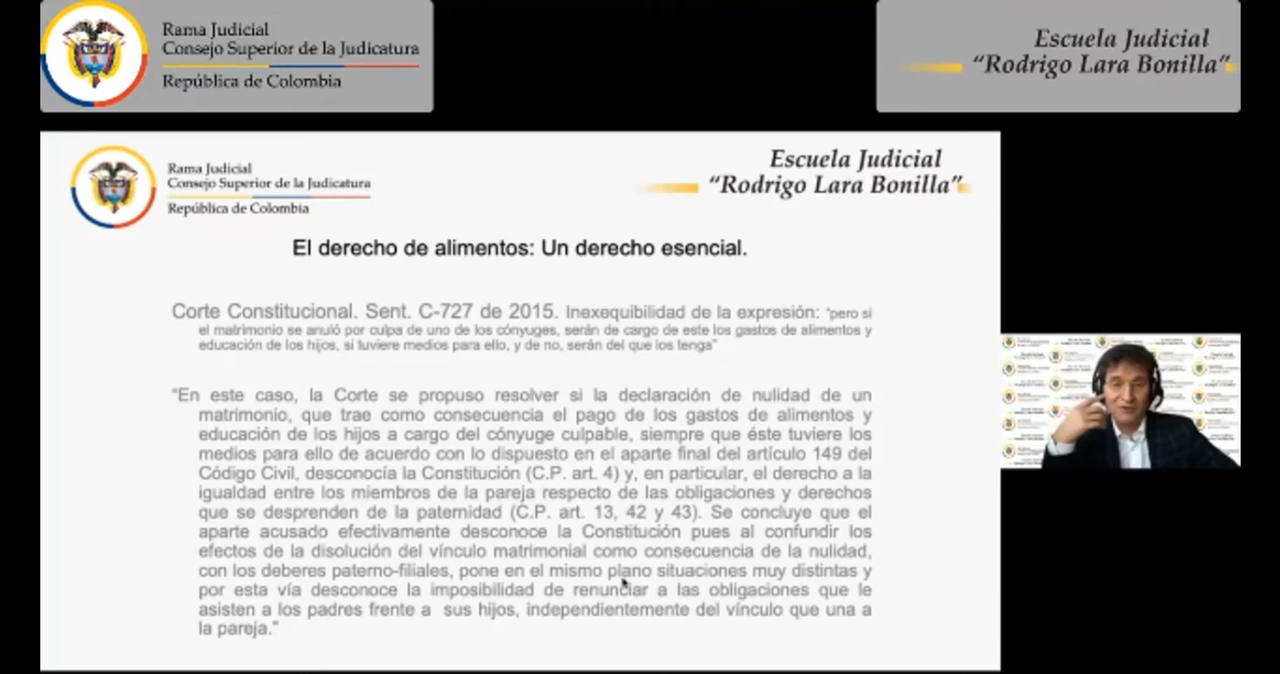 Rama Judicial
Consejo Superior de la Judicatura
República de Colombia
Escuela Judicial
“Rodrigo Lara Bonilla”
Rama Judicial
Consejo Superior de la Judicatura
República de Colombia
Escuela Judicial
“Rodrigo Lara Bonilla”
El derecho de alimentos: Un derecho esencial.
Corte Constitucional. Sent. C-727 de 2015. Inexequibilidad de la expresión: “pero si
el matrimonio se anuló por culpa de uno de los cónyuges, serán de cargo de este los gastos de alimentos y
educación de los hijos, si tuviere medios para ello, y de no, serán del que los tenga”
“En este caso, la Corte se propuso resolver si la declaración de nulidad de un
matrimonio, que trae como consecuencia el pago de los gastos de alimentos y
educación de los hijos a cargo del cónyuge culpable, siempre que éste tuviere los
medios para ello de acuerdo con lo dispuesto en el aparte final del artículo 149 del
Código Civil, desconocía la Constitución (C.P. art. 4) y, en particular, el derecho a la
igualdad entre los miembros de la pareja respecto de las obligaciones y derechos
que se desprenden de la paternidad (C.P. art. 13, 42 y 43). Se concluye que el
aparte acusado efectivamente desconoce la Constitución pues al confundir los
efectos de la disolución del vínculo matrimonial como consecuencia de la nulidad,
con los deberes paterno-filiales, pone en el mismo plano situaciones muy distintas y
por esta vía desconoce la imposibilidad de renunciar a las obligaciones que le
asisten a los padres frente a sus hijos, independientemente del vínculo que una a
la pareja.”